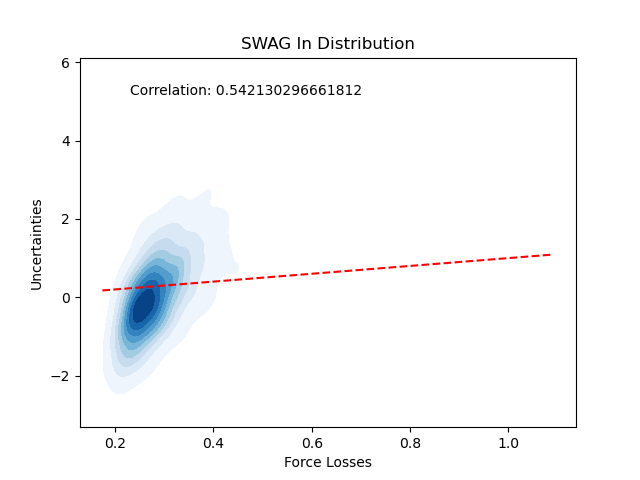 SWAG In Distribution
Correlation: 0.542130296661812
Uncertainties
6
4
2
0
−2
0.2 0.4 0.6 0.8 1.0
Force Losses